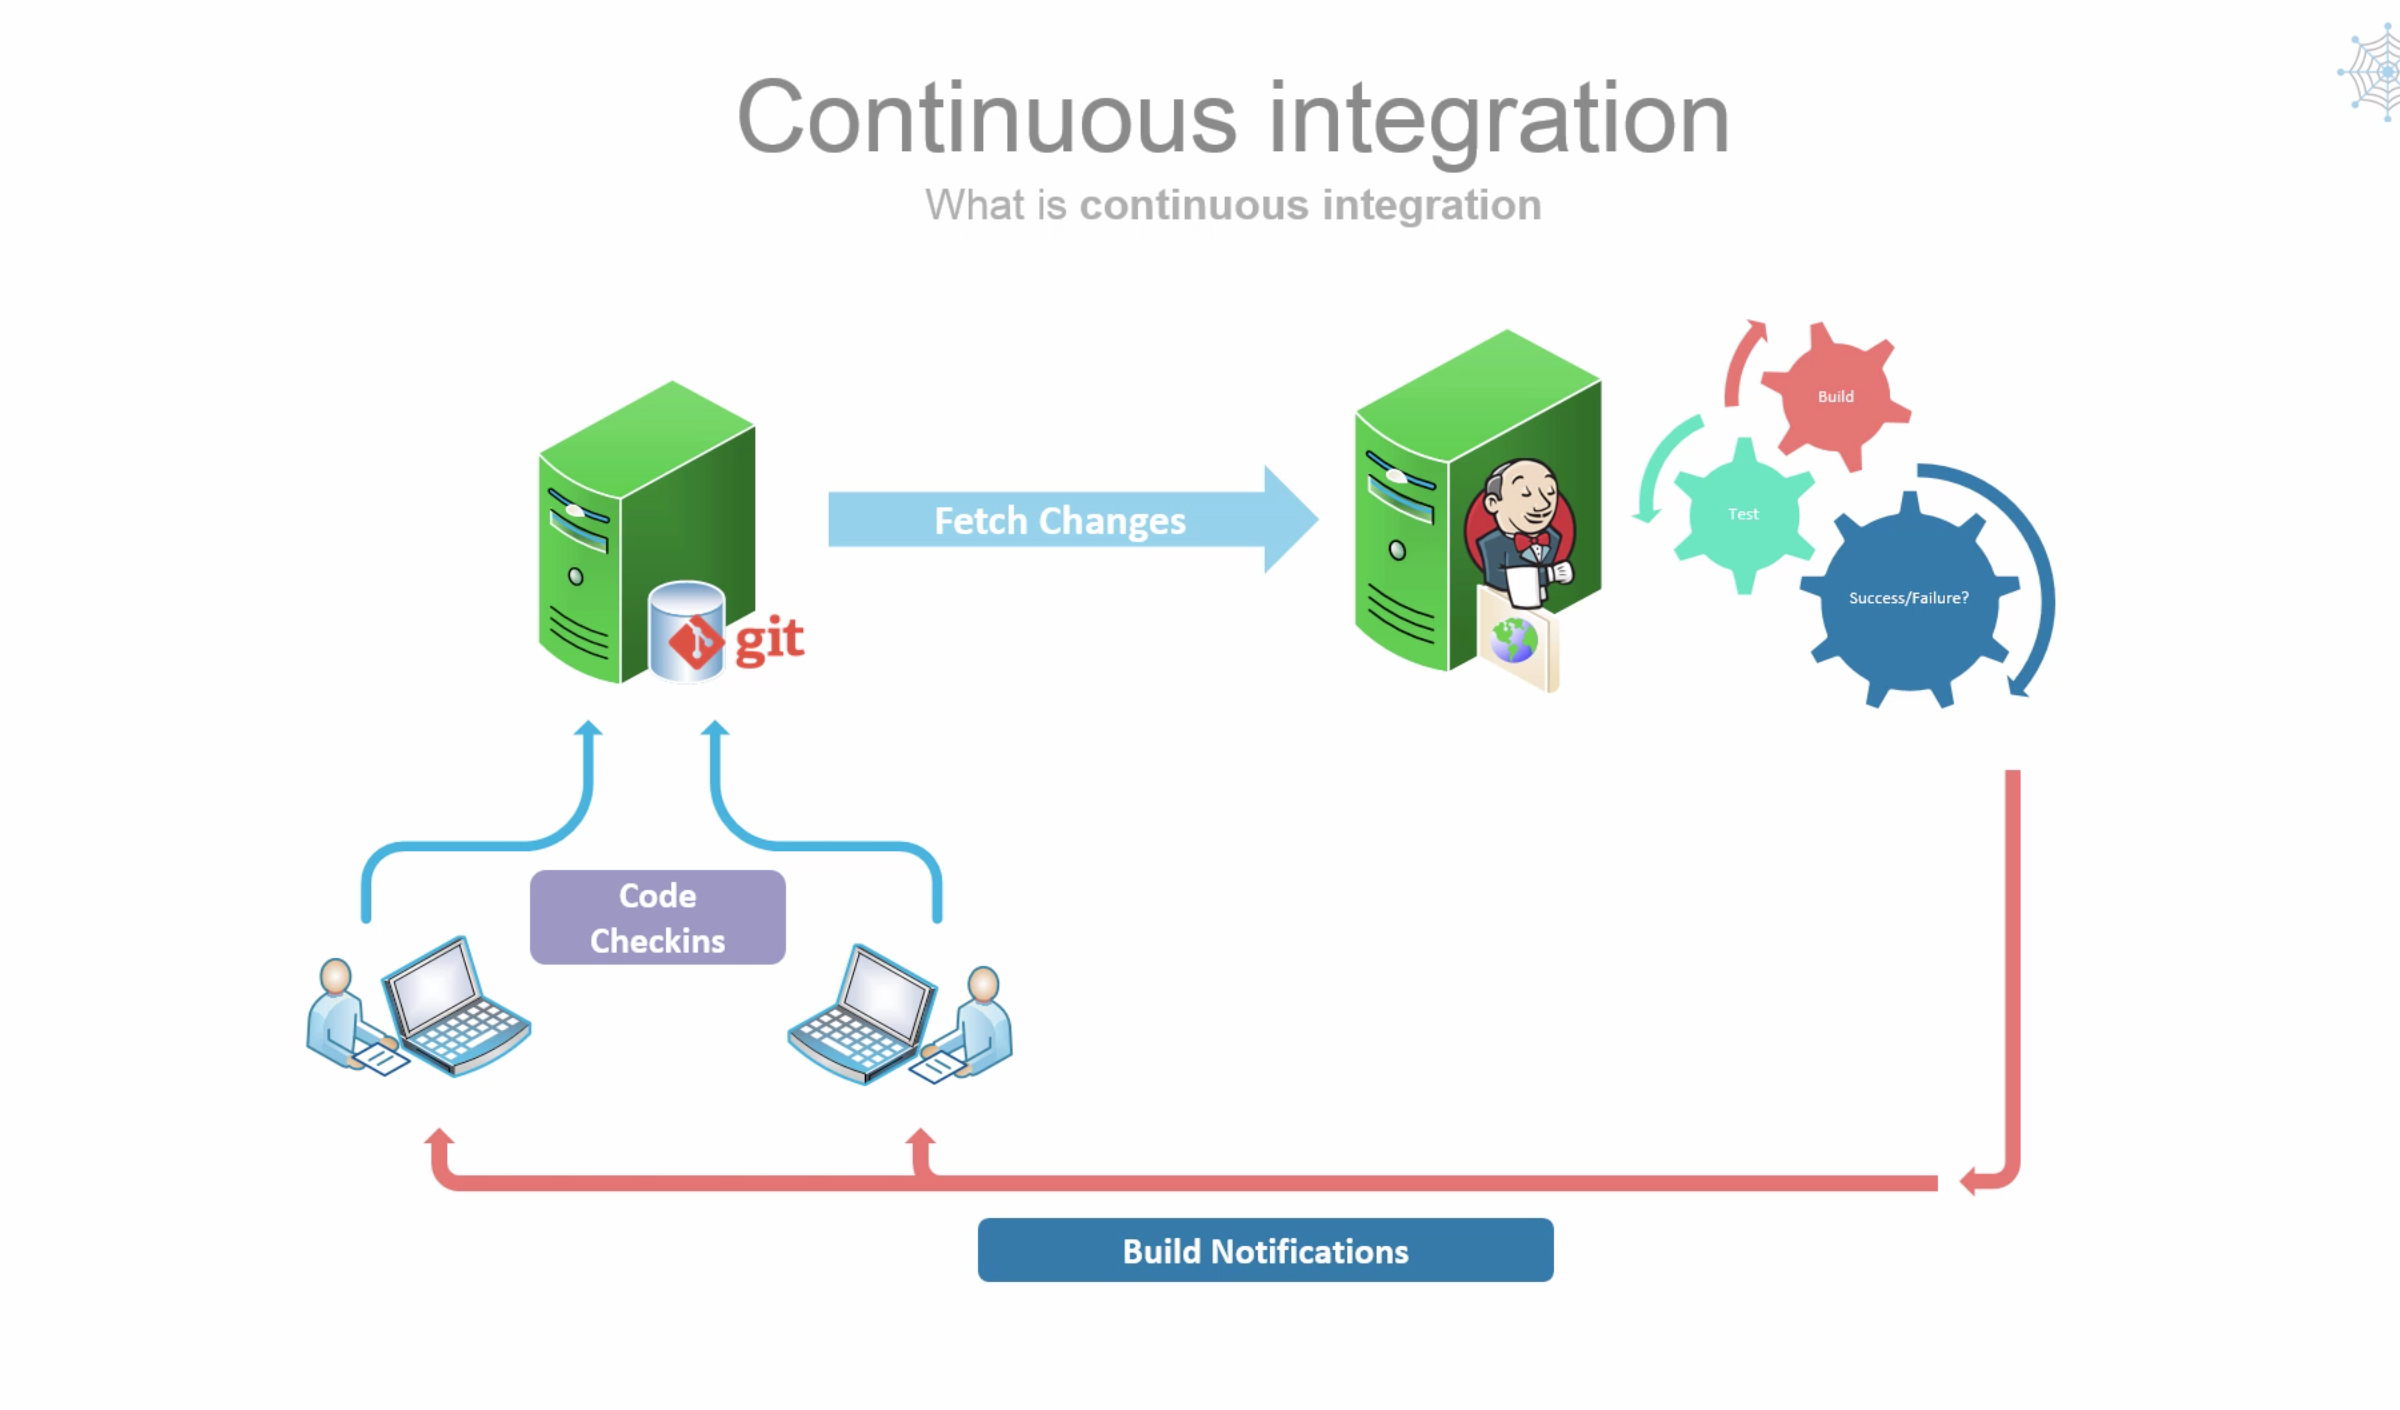 Continuous integration
What is continuous integration
Fetch Changes
Build
Test
Success/Failure?
git
Code
Checkins
Build Notifications